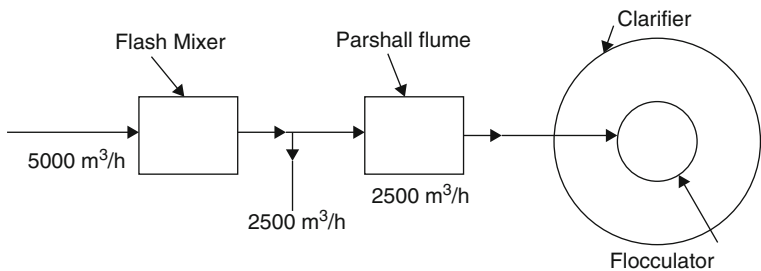 Clarifier
Flash Mixer
Parshall flume
5000 m³/h
2500 m³/h
2500 m³/h
Flocculator